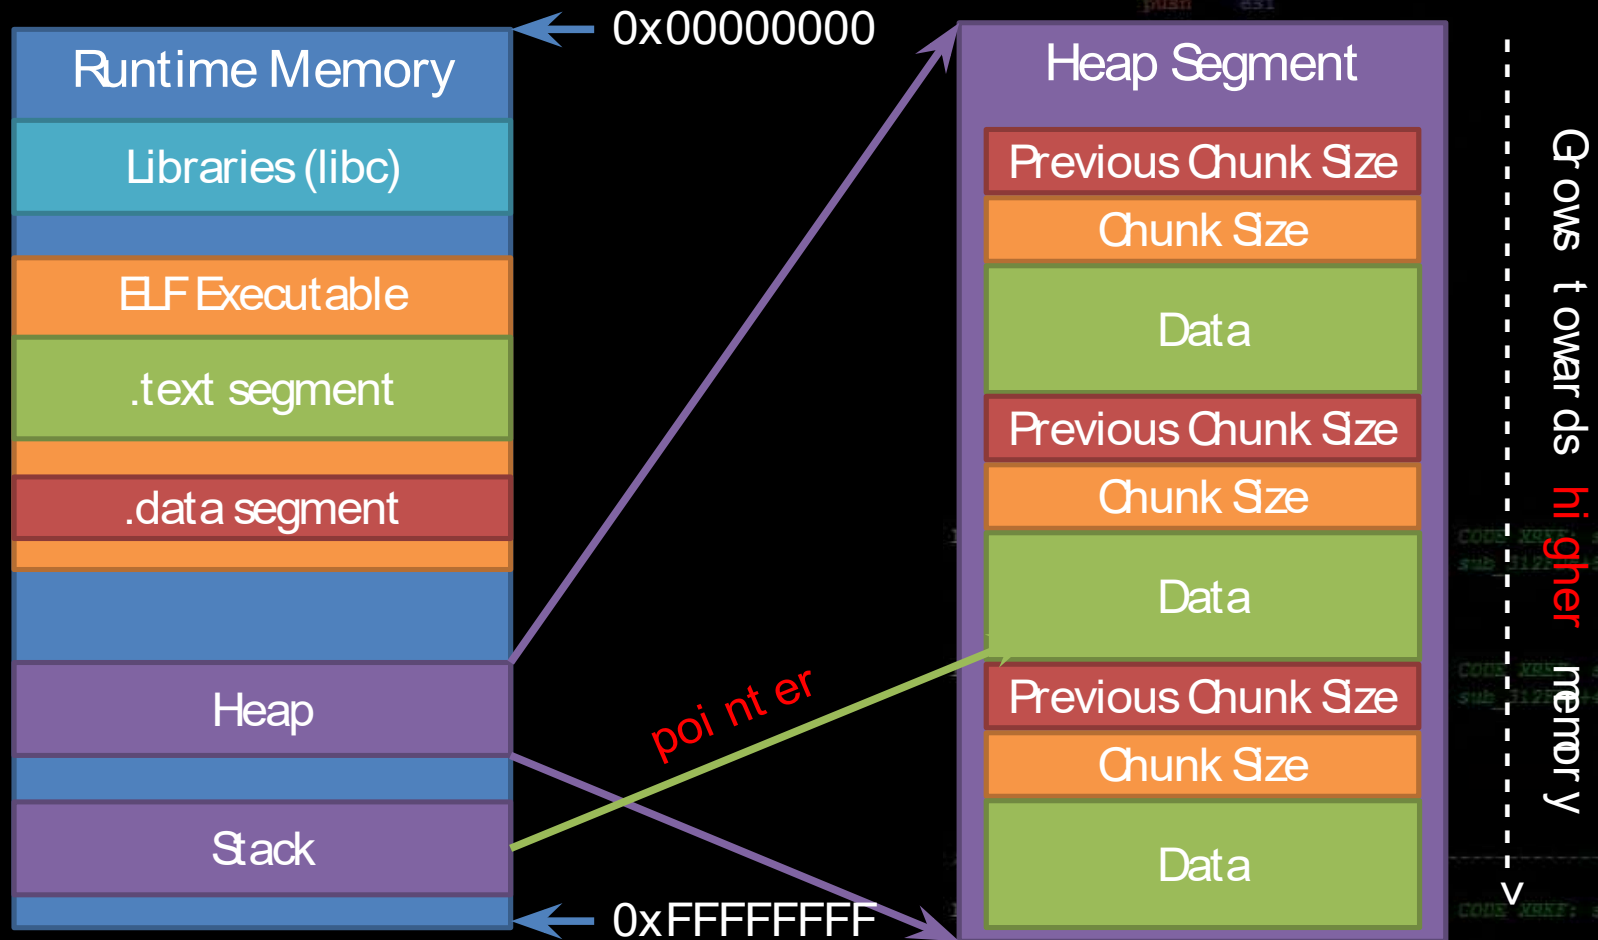 push esi
0x00000000
Runtime Memory
Libraries (libc)
ELF Executable
.text segment
.data segment
Heap
Stack
0xFFFFFFFF
pointer
Heap Segment
Previous Chunk Size
Chunk Size
Data
Previous Chunk Size
Chunk Size
Data
Previous Chunk Size
Chunk Size
Data
Grows towards higher memory